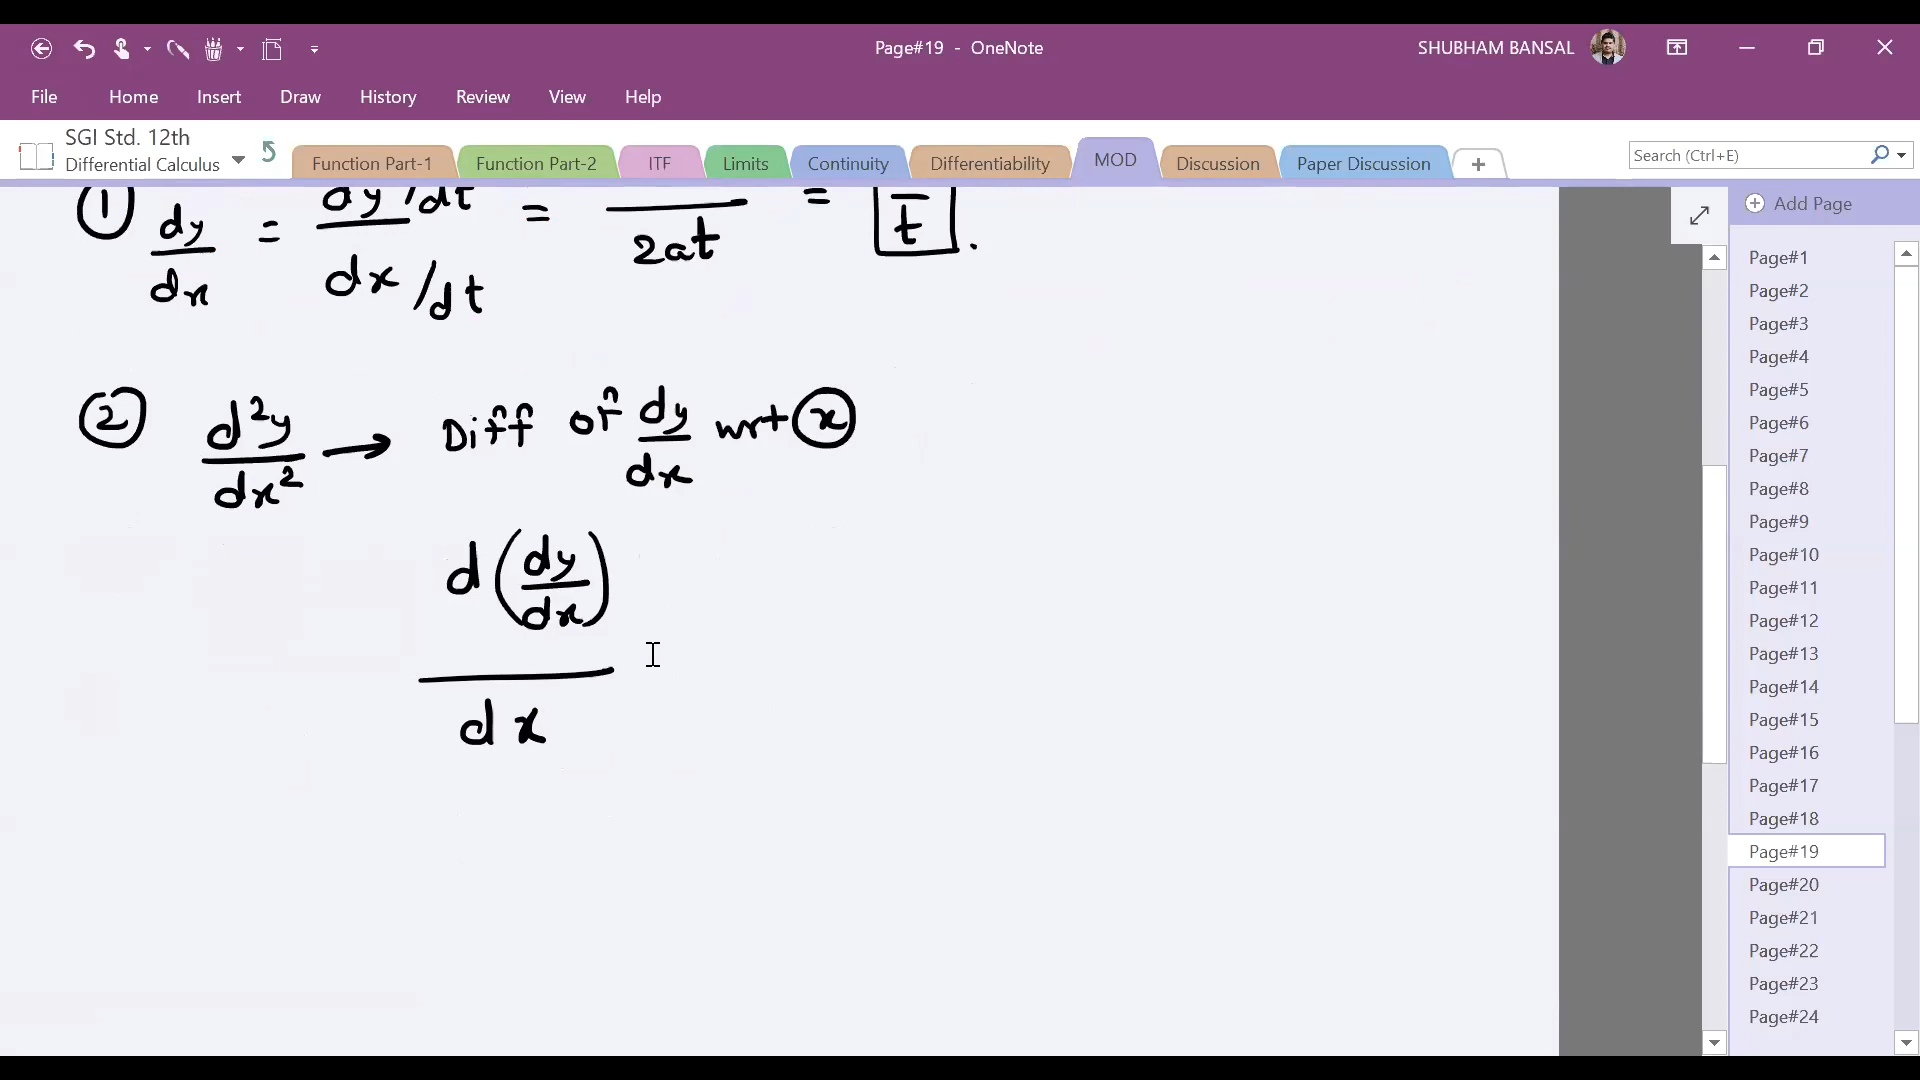 Page#19 - OneNote
SHUBHAM BANSAL
File Home Insert Draw History Review View Help
SGI Std. 12th
Differential Calculus
Function Part-1 Function Part-2 ITF Limits Continuity Differentiability MOD Discussion Paper Discussion +
Search (Ctrl+E)
Add Page
① dy/dx = (dy/dt)/(dx/dt) = /2at = /t .
② d²y/dx² → Diff of dy/dx wrt x
d(dy/dx)
d x
Page#1
Page#2
Page#3
Page#4
Page#5
Page#6
Page#7
Page#8
Page#9
Page#10
Page#11
Page#12
Page#13
Page#14
Page#15
Page#16
Page#17
Page#18
Page#19
Page#20
Page#21
Page#22
Page#23
Page#24